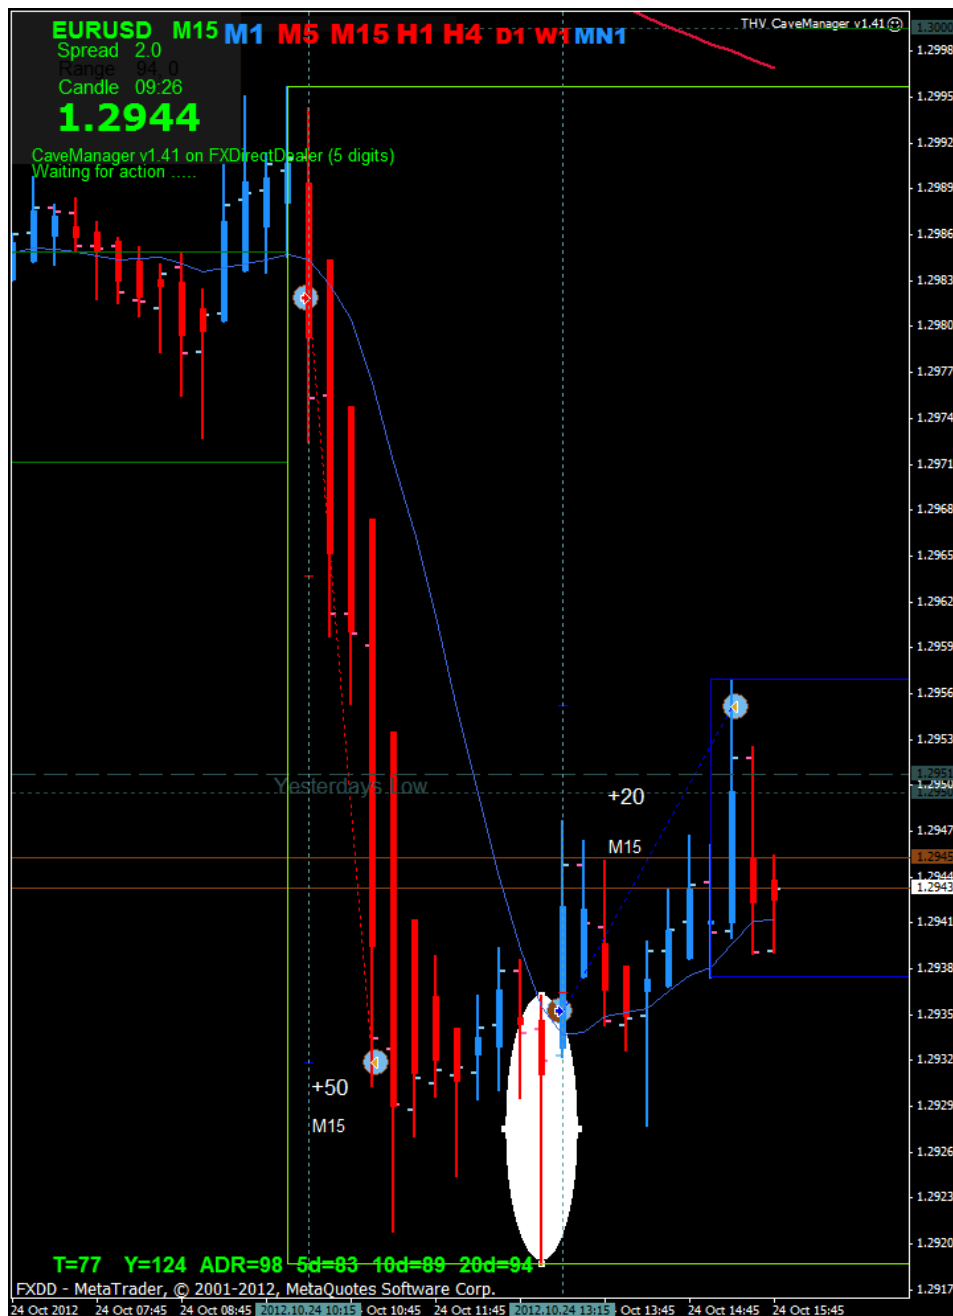 EURUSD M15 M1 M5 M15 H1 H4 D1 W1 MN1
THV CaveManager v1.41
Spread 2.0
Range 94, 0
Candle 09:26
1.2944
CaveManager v1.41 on FXDirectDealer (5 digits)
Waiting for action .....
1.3000
1.2998
1.2995
1.2992
1.2989
1.2986
1.2983
1.2980
1.2977
1.2974
1.2971
1.2968
1.2965
1.2962
1.2959
1.2956
1.2953
1.2951
1.2950
Yesterdays Low
+20
1.2947
M15
1.2945
1.2944
1.2943
1.2941
1.2938
1.2935
1.2932
+50
1.2929
M15
1.2926
1.2923
1.2920
T=77 Y=124 ADR=98 5d=83 10d=89 20d=94
1.2917
FXDD - MetaTrader, © 2001-2012, MetaQuotes Software Corp.
24 Oct 2012 24 Oct 07:45 24 Oct 08:45 2012.10.24 10:15 Oct 10:45 24 Oct 11:45 2012.10.24 13:15 Oct 13:45 24 Oct 14:45 24 Oct 15:45